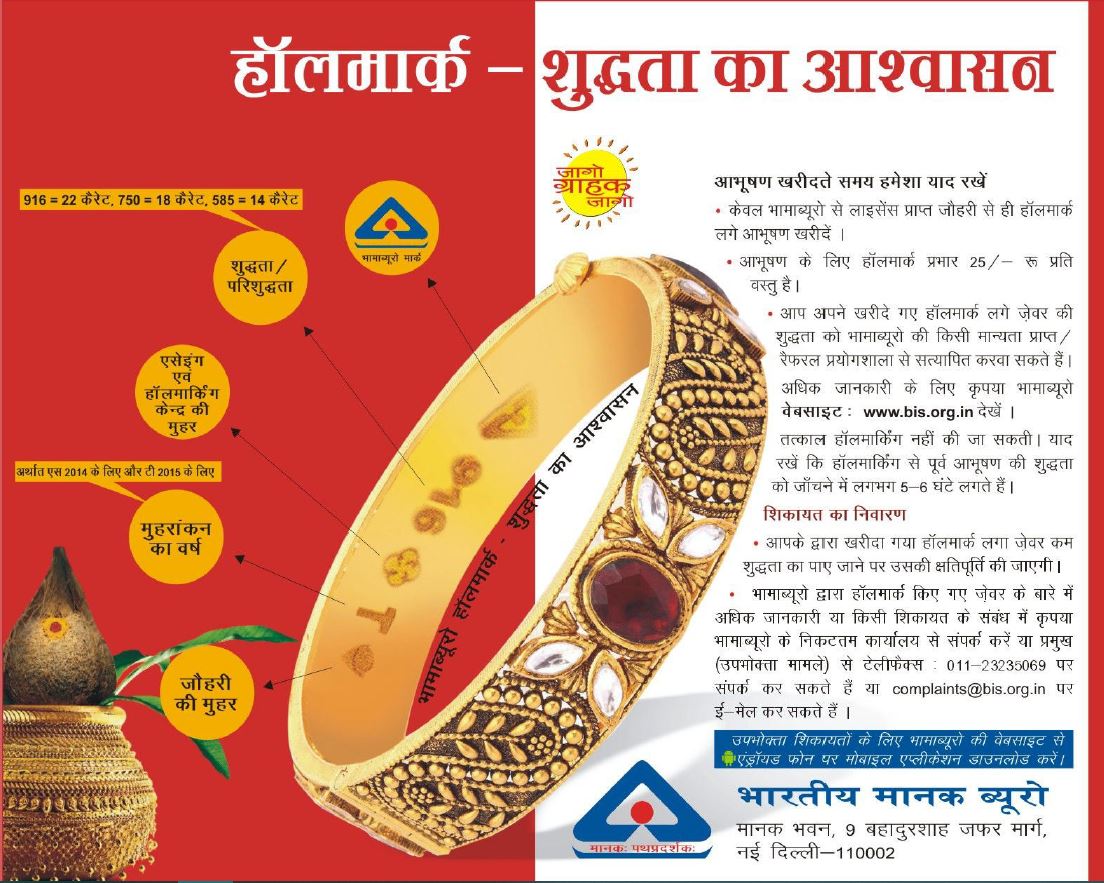 हॉलमार्क – शुद्धता का आश्वासन
916 = 22 कैरेट, 750 = 18 कैरेट, 585 = 14 कैरेट
शुद्धता /
परिशुद्धता
भामाब्यूरो मार्क
एसेइंग
एवं
हॉलमार्किंग
केन्द्र की
मुहर
अर्थात एस 2014 के लिए और टी 2015 के लिए
मुहरांकन
का वर्ष
जौहरी
की मुहर
916
T
भामाब्यूरो हॉलमार्क - शुद्धता का आश्वासन
जागो
ग्राहक
जागो
आभूषण खरीदते समय हमेशा याद रखें
• केवल भामाब्यूरो से लाइसेंस प्राप्त जौहरी से ही हॉलमार्क
लगे आभूषण खरीदें ।
• आभूषण के लिए हॉलमार्क प्रभार 25/– रू प्रति
वस्तु है।
• आप अपने खरीदे गए हॉलमार्क लगे ज़ेवर की
शुद्धता को भामाब्यूरो की किसी मान्यता प्राप्त/
रैफरल प्रयोगशाला से सत्यापित करवा सकते हैं।
अधिक जानकारी के लिए कृपया भामाब्यूरो
वेबसाइट : www.bis.org.in देखें ।
तत्काल हॉलमार्किंग नहीं की जा सकती। याद
रखें कि हॉलमार्किंग से पूर्व आभूषण की शुद्धता
को जाँचने में लगभग 5–6 घंटे लगते हैं।
शिकायत का निवारण
• आपके द्वारा खरीदा गया हॉलमार्क लगा ज़ेवर कम
शुद्धता का पाए जाने पर उसकी क्षतिपूर्ति की जाएगी।
• भामाब्यूरो द्वारा हॉलमार्क किए गए ज़ेवर के बारे में
अधिक जानकारी या किसी शिकायत के संबंध में कृपया
भामाब्यूरो के निकटतम कार्यालय से संपर्क करें या प्रमुख
(उपभोक्ता मामले) से टेलीफैक्स : 011–23235069 पर
संपर्क कर सकते हैं या complaints@bis.org.in पर
ई–मेल कर सकते हैं ।
उपभोक्ता शिकायतों के लिए भामाब्यूरो की वेबसाइट से
एंड्रॉयड फोन पर मोबाइल एप्लीकेशन डाउनलोड करें।
मानकः पथप्रदर्शकः
भारतीय मानक ब्यूरो
मानक भवन, 9 बहादुरशाह जफर मार्ग,
नई दिल्ली–110002